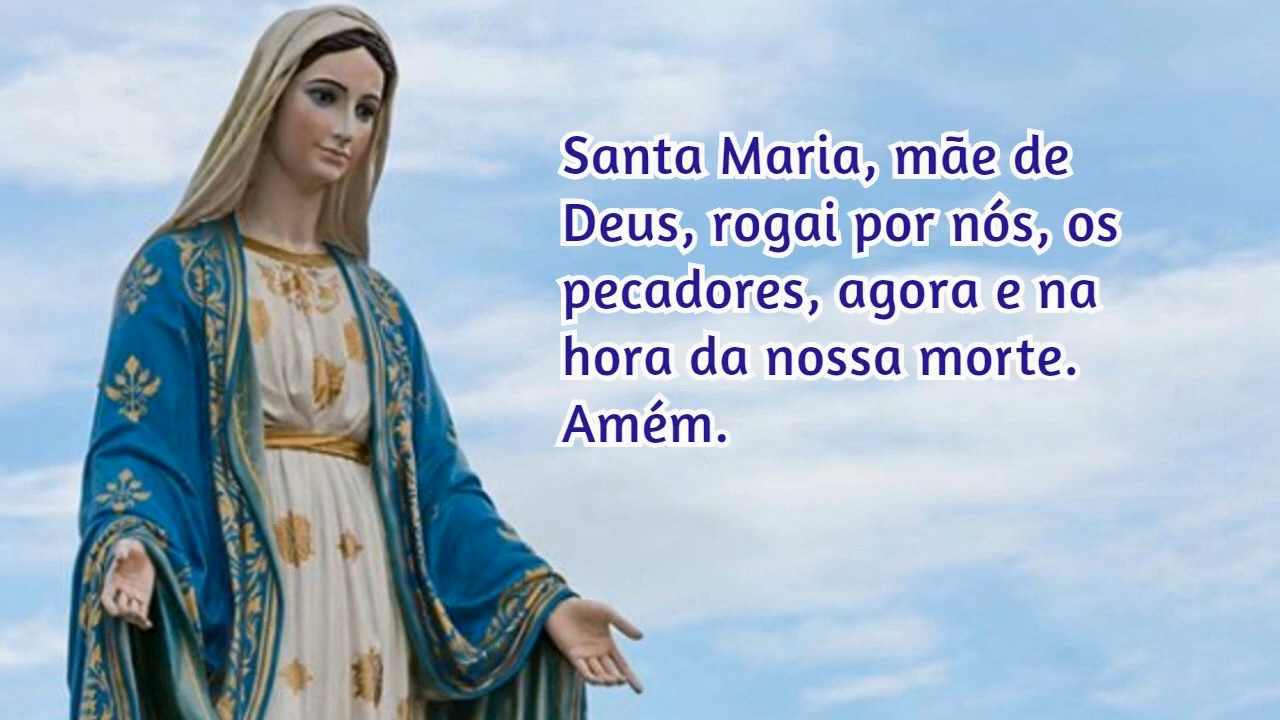 Santa Maria, mãe de
Deus, rogai por nós, os
pecadores, agora e na
hora da nossa morte.
Amém.